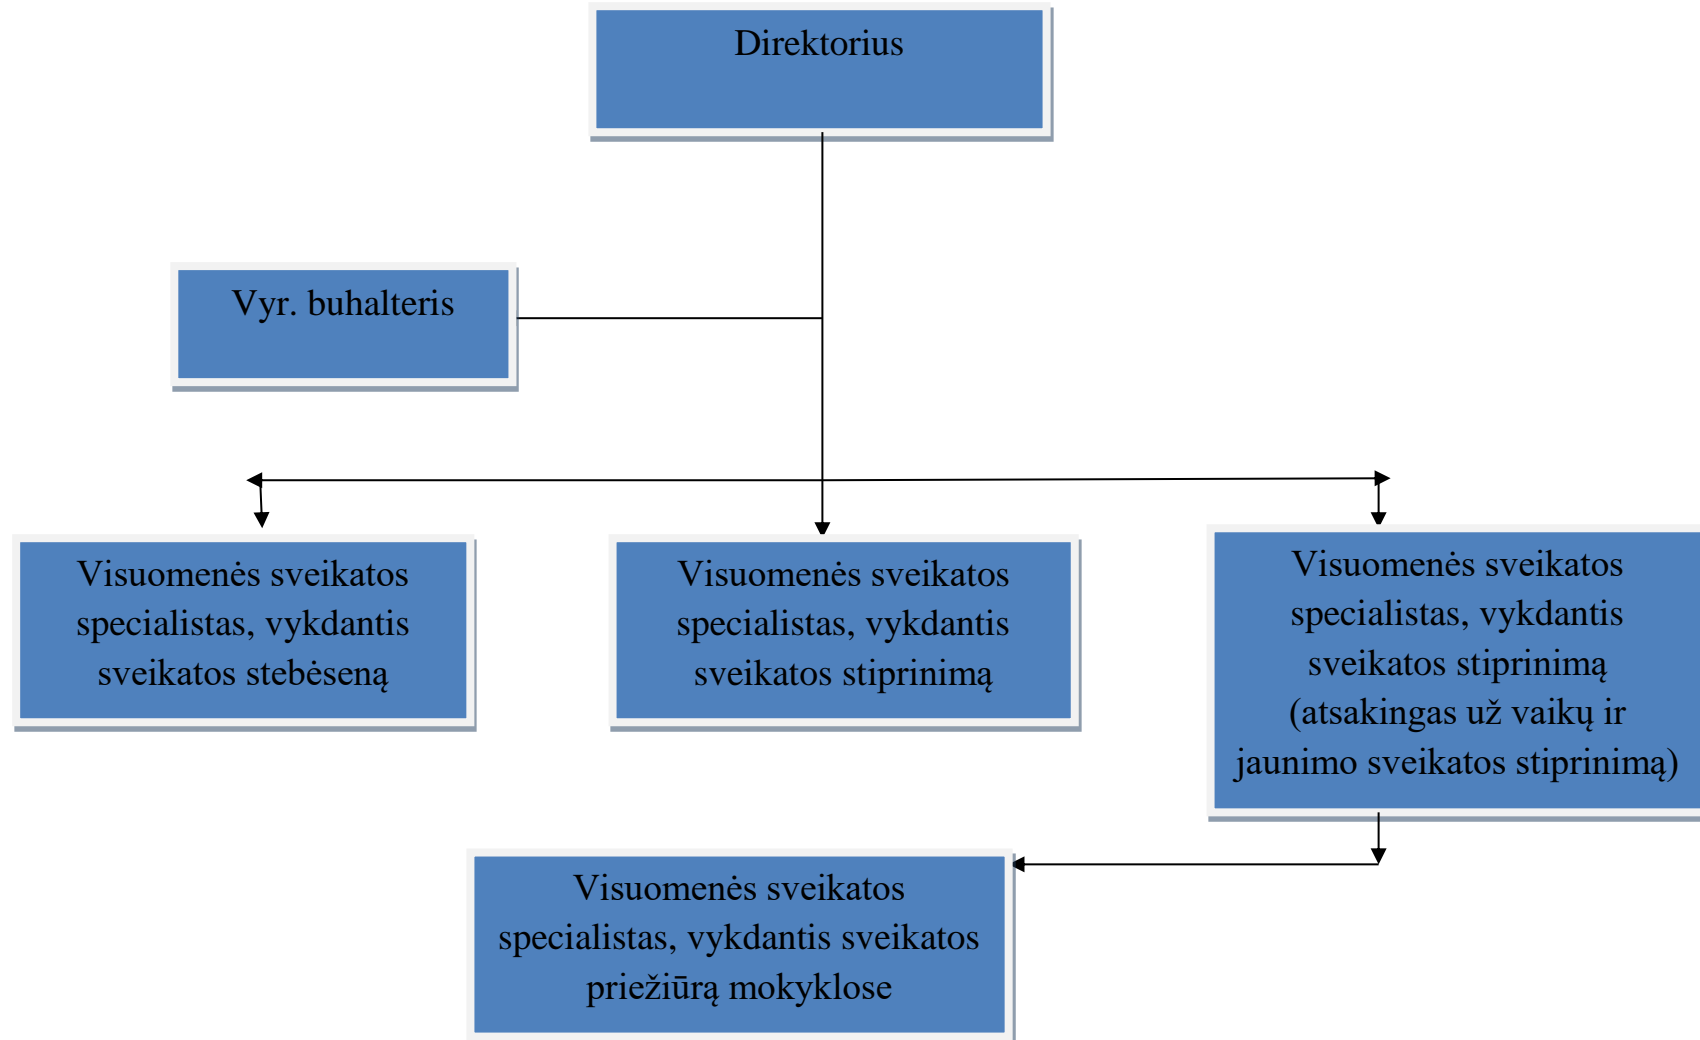 Direktorius
Vyr. buhalteris
Visuomenės sveikatos
specialistas, vykdantis
sveikatos stebėseną
Visuomenės sveikatos
specialistas, vykdantis
sveikatos stiprinimą
Visuomenės sveikatos
specialistas, vykdantis
sveikatos stiprinimą
(atsakingas už vaikų ir
jaunimo sveikatos stiprinimą)
Visuomenės sveikatos
specialistas, vykdantis sveikatos
priežiūrą mokyklose